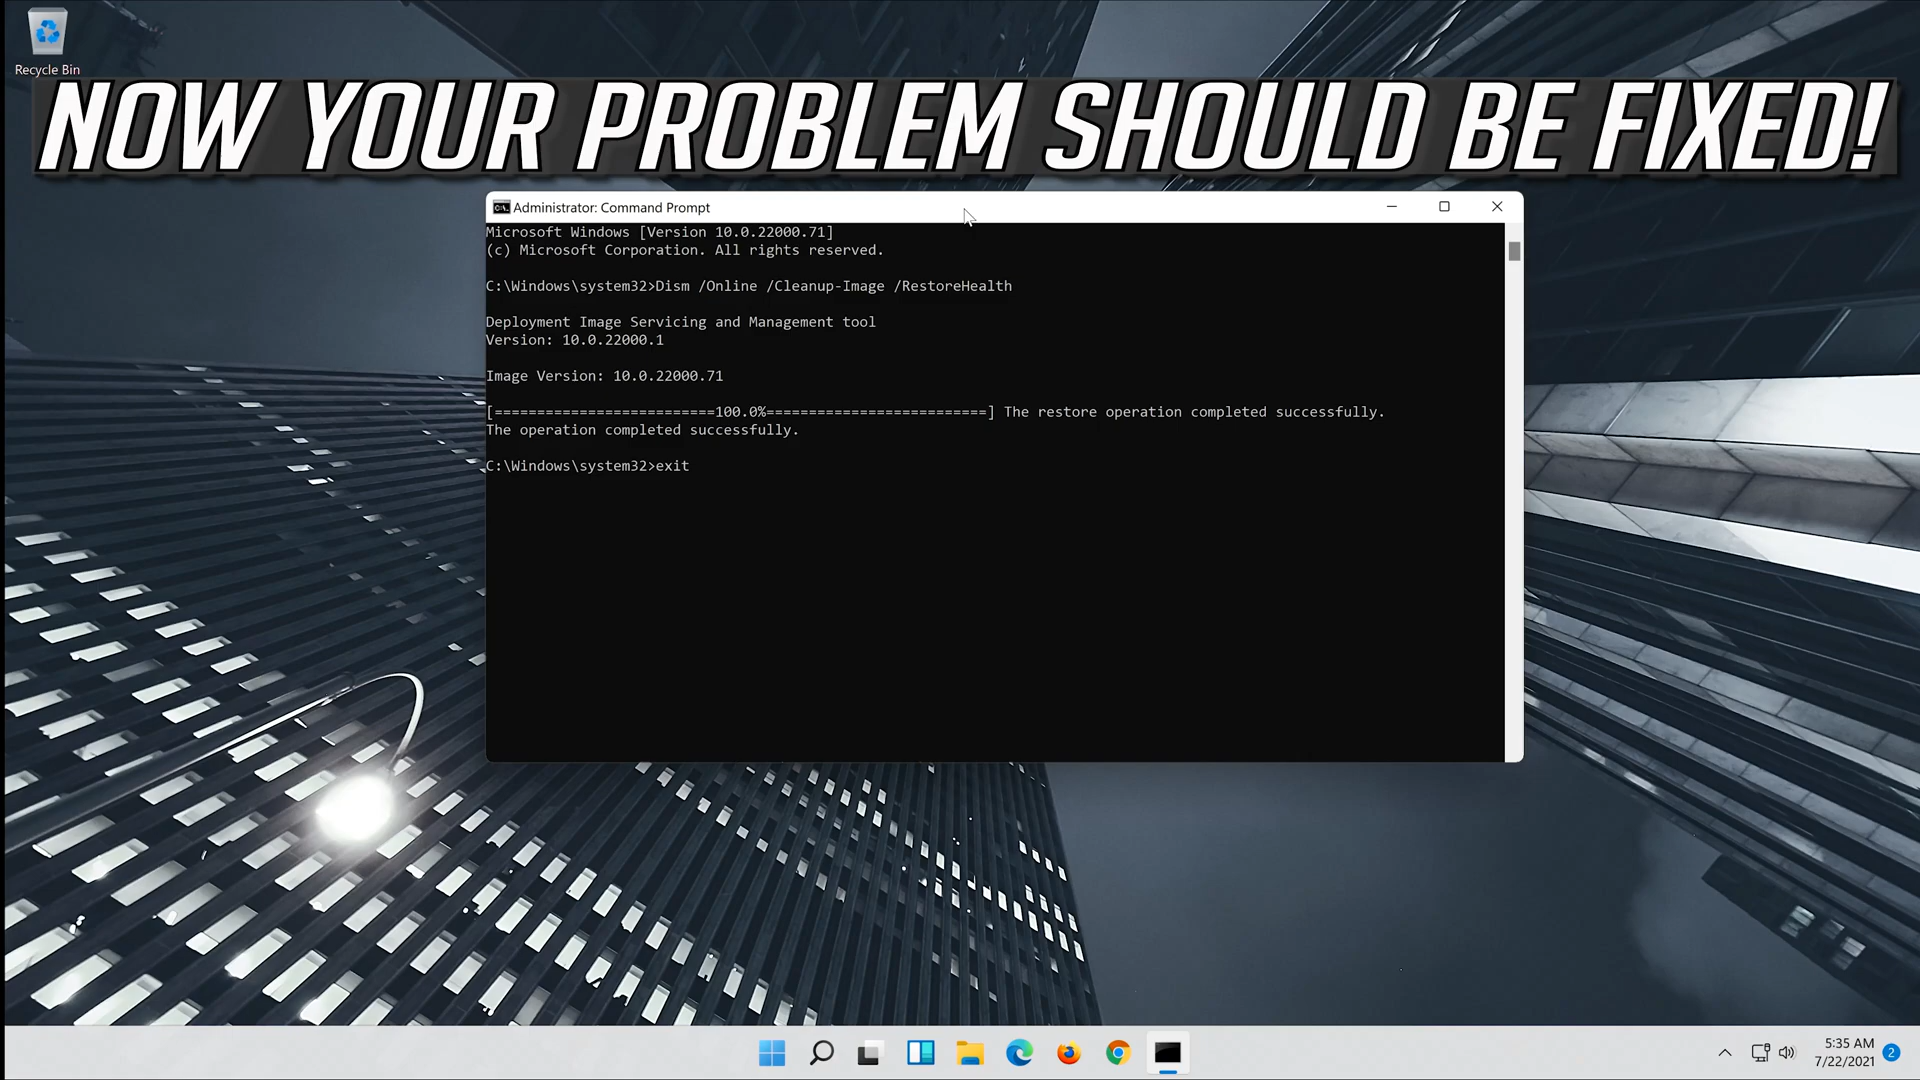 Recycle Bin
NOW YOUR PROBLEM SHOULD BE FIXED!
Administrator: Command Prompt
Microsoft Windows [Version 10.0.22000.71]
(c) Microsoft Corporation. All rights reserved.
C:\Windows\system32>Dism /Online /Cleanup-Image /RestoreHealth
Deployment Image Servicing and Management tool
Version: 10.0.22000.1
Image Version: 10.0.22000.71
[==========================100.0%==========================] The restore operation completed successfully.
The operation completed successfully.
C:\Windows\system32>exit
5:35 AM
7/22/2021
2